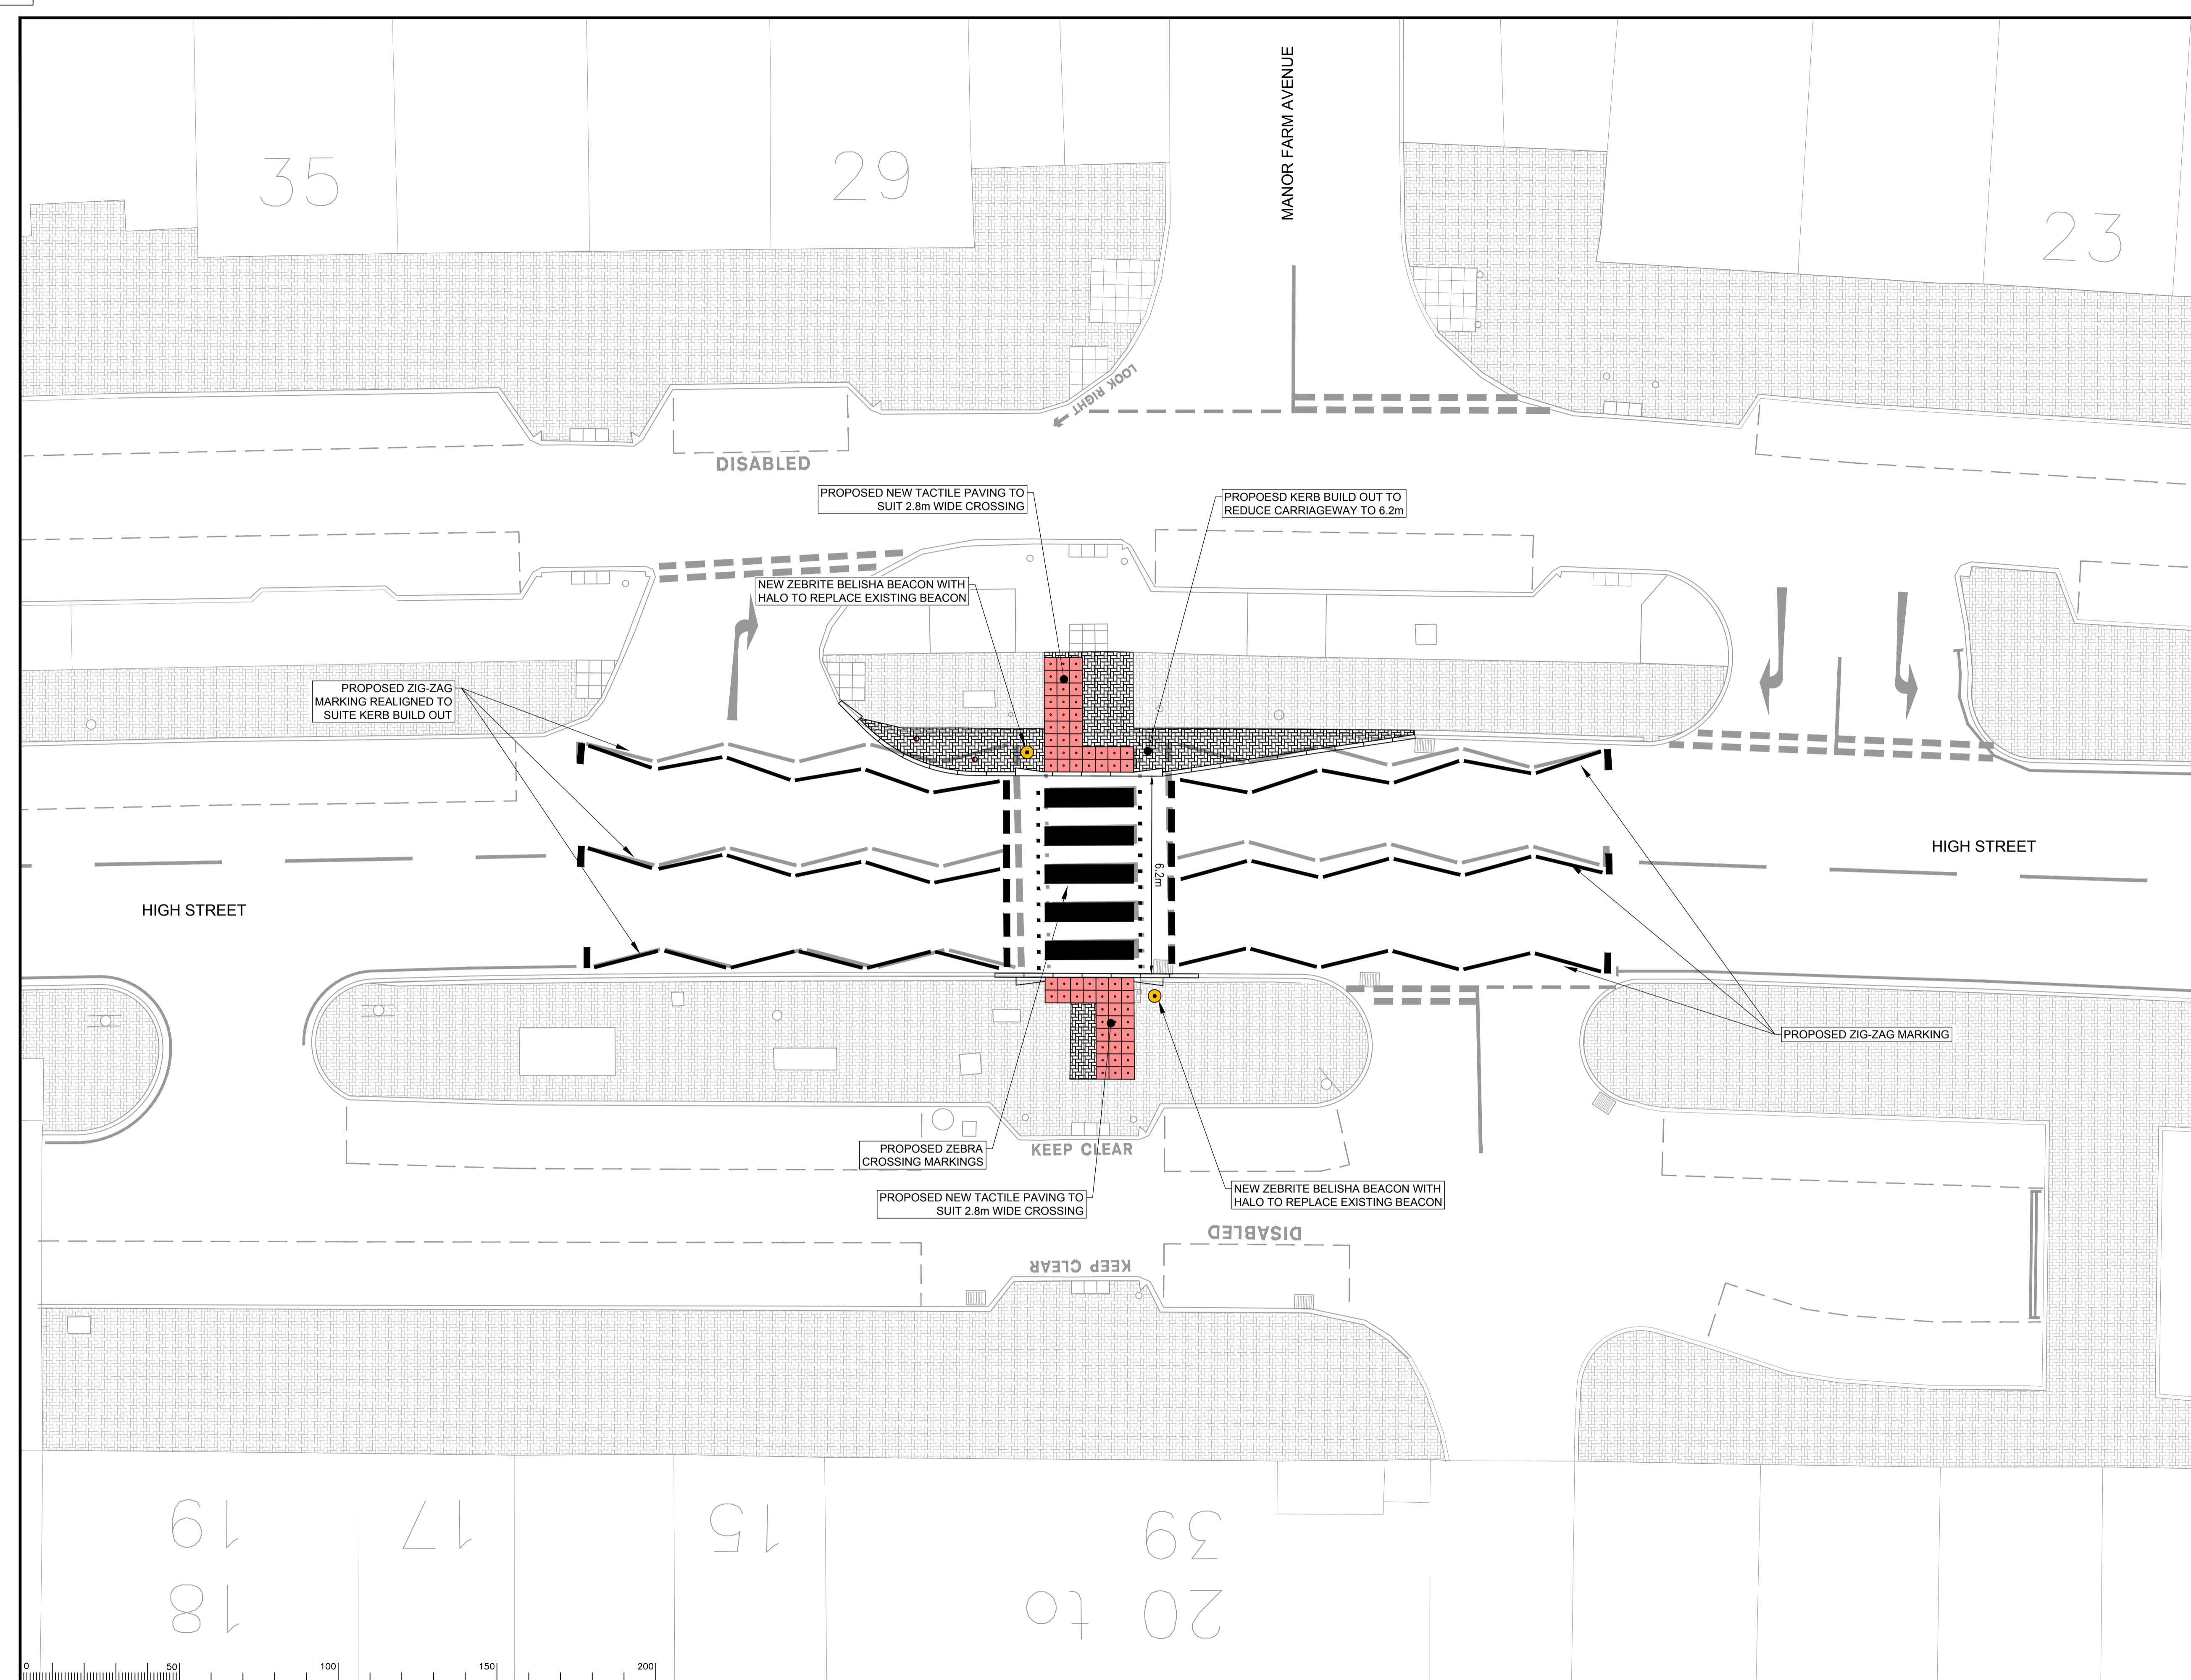 MANOR FARM AVENUE
35
29
23
LOOK RIGHT
DISABLED
PROPOSED NEW TACTILE PAVING TO
SUIT 2.8m WIDE CROSSING
PROPOESD KERB BUILD OUT TO
REDUCE CARRIAGEWAY TO 6.2m
NEW ZEBRITE BELISHA BEACON WITH
HALO TO REPLACE EXISTING BEACON
PROPOSED ZIG-ZAG
MARKING REALIGNED TO
SUITE KERB BUILD OUT
6.2m
HIGH STREET
HIGH STREET
PROPOSED ZIG-ZAG MARKING
PROPOSED ZEBRA
CROSSING MARKINGS
KEEP CLEAR
PROPOSED NEW TACTILE PAVING TO
SUIT 2.8m WIDE CROSSING
NEW ZEBRITE BELISHA BEACON WITH
HALO TO REPLACE EXISTING BEACON
DISABLED
KEEP CLEAR
19
17
15
39
18
20 to
0 50 100 150 200